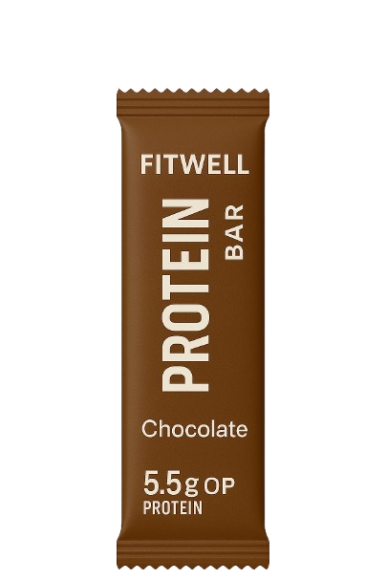 FITWELL
PROTEIN
BAR
Chocolate
5.5g OP
PROTEIN